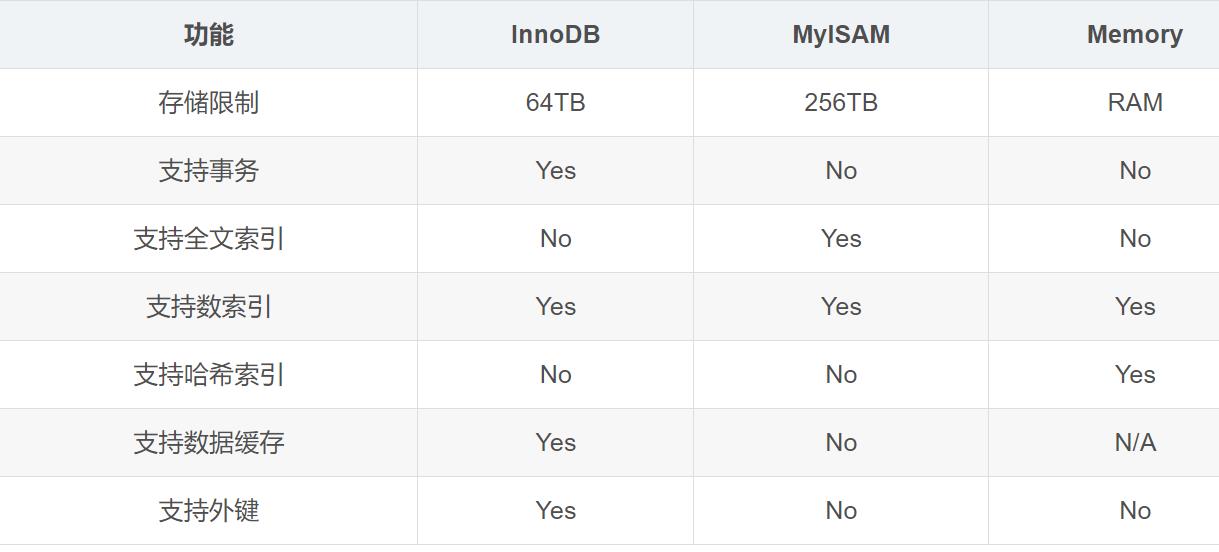 功能 InnoDB MyISAM Memory
存储限制 64TB 256TB RAM
支持事务 Yes No No
支持全文索引 No Yes No
支持数索引 Yes Yes Yes
支持哈希索引 No No Yes
支持数据缓存 Yes No N/A
支持外键 Yes No No